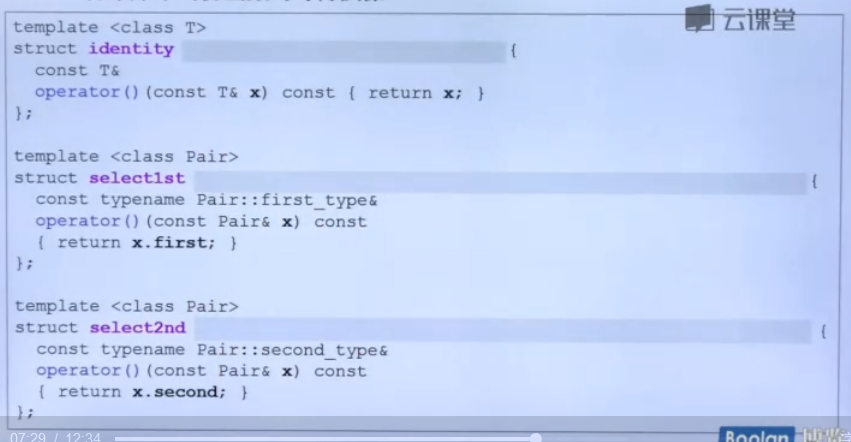 云课堂
template <class T>
struct identity {
const T&
operator()(const T& x) const { return x; }
};
template <class Pair>
struct select1st {
const typename Pair::first_type&
operator()(const Pair& x) const
{ return x.first; }
};
template <class Pair>
struct select2nd {
const typename Pair::second_type&
operator()(const Pair& x) const
{ return x.second; }
};
07:29 / 12:34
Boolan